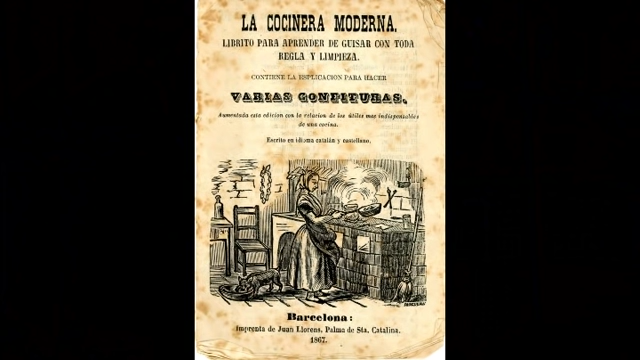 LA COCINERA MODERNA.
LIBRITO PARA APRENDER DE GUISAR CON TODA
REGLA Y LIMPIEZA.
CONTIENE LA ESPLICACION PARA HACER
VARIAS CONFITURAS.
Aumentada esta edicion con la relacion de los útiles mas indispensables
de una cocina.
Escrito en idioma catalán y castellano.
Barcelona:
Imprenta de Juan Llorens, Palma de Sta. Catalina.
1867.